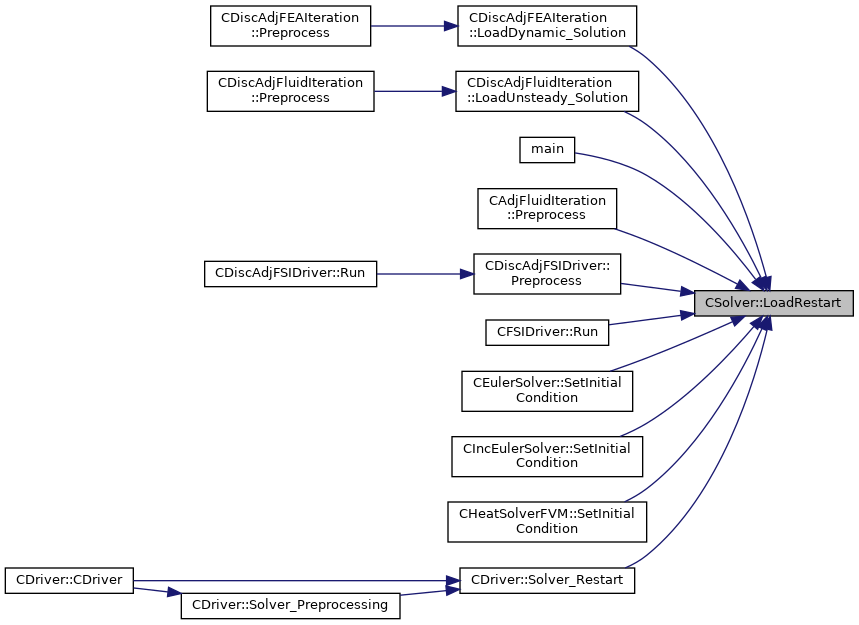 CDiscAdjFEAIteration
::Preprocess
CDiscAdjFEAIteration
::LoadDynamic_Solution
CDiscAdjFluidIteration
::Preprocess
CDiscAdjFluidIteration
::LoadUnsteady_Solution
main
CAdjFluidIteration
::Preprocess
CDiscAdjFSIDriver::Run
CDiscAdjFSIDriver::
Preprocess
CSolver::LoadRestart
CFSIDriver::Run
CEulerSolver::SetInitial
Condition
CIncEulerSolver::SetInitial
Condition
CHeatSolverFVM::SetInitial
Condition
CDriver::CDriver
CDriver::Solver_Restart
CDriver::Solver_Preprocessing